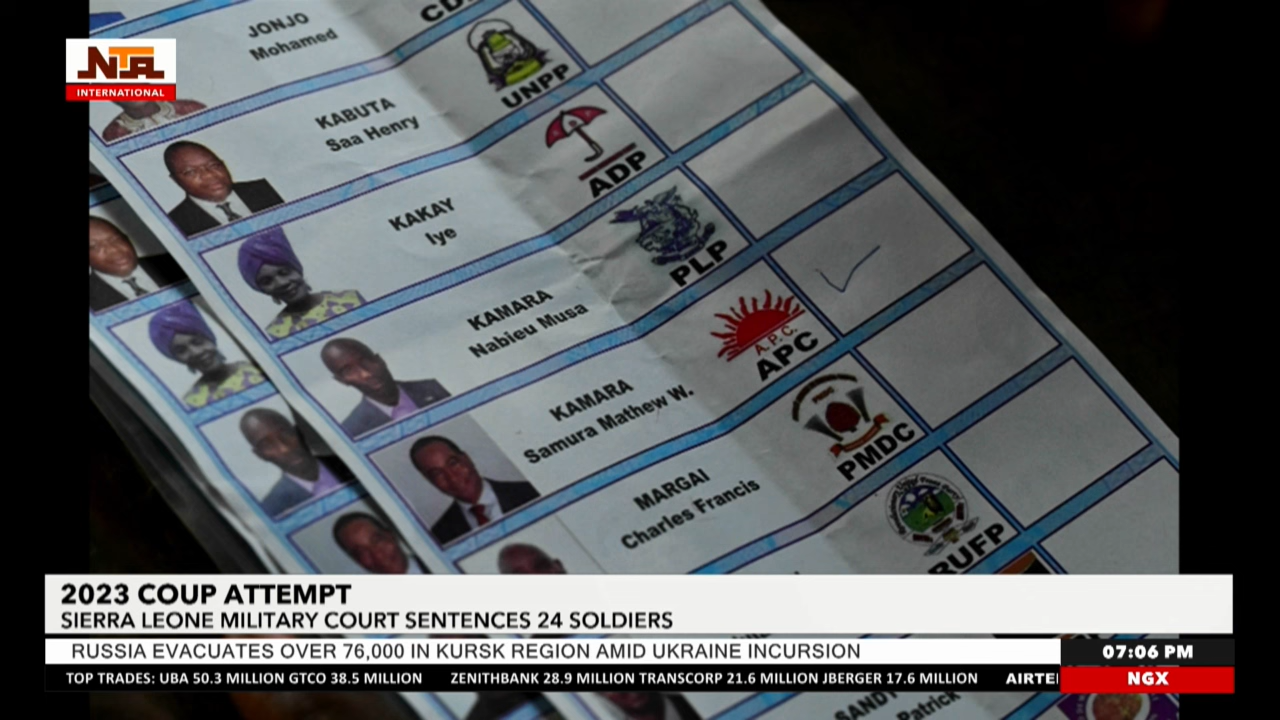 JONJO
Mohamed
NTA
INTERNATIONAL
UNPP
KABUTA
Saa Henry
ADP
KAKAY
Iye
PLP
KAMARA
Nabieu Musa
A.P.C.
APC
KAMARA
Samura Mathew W.
PMDC
MARGAI
Charles Francis
RUFP
2023 COUP ATTEMPT
SIERRA LEONE MILITARY COURT SENTENCES 24 SOLDIERS
RUSSIA EVACUATES OVER 76,000 IN KURSK REGION AMID UKRAINE INCURSION
07:06 PM
TOP TRADES: UBA 50.3 MILLION GTCO 38.5 MILLION ZENITHBANK 28.9 MILLION TRANSCORP 21.6 MILLION JBERGER 17.6 MILLION
NGX
Patrick